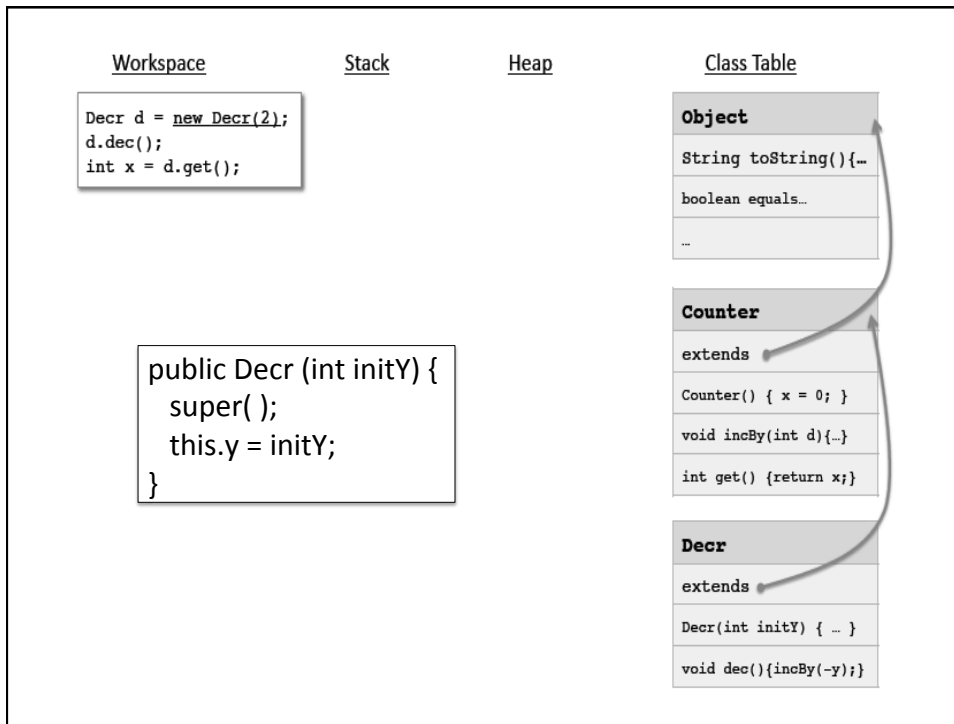 Workspace
Stack
Heap
Class Table
Decr d = new Decr(2);
d.dec();
int x = d.get();
public Decr (int initY) {
super( );
this.y = initY;
}
Object
String toString(){…
boolean equals…
…
Counter
extends
Counter() { x = 0; }
void incBy(int d){…}
int get() {return x;}
Decr
extends
Decr(int initY) { … }
void dec(){incBy(-y);}